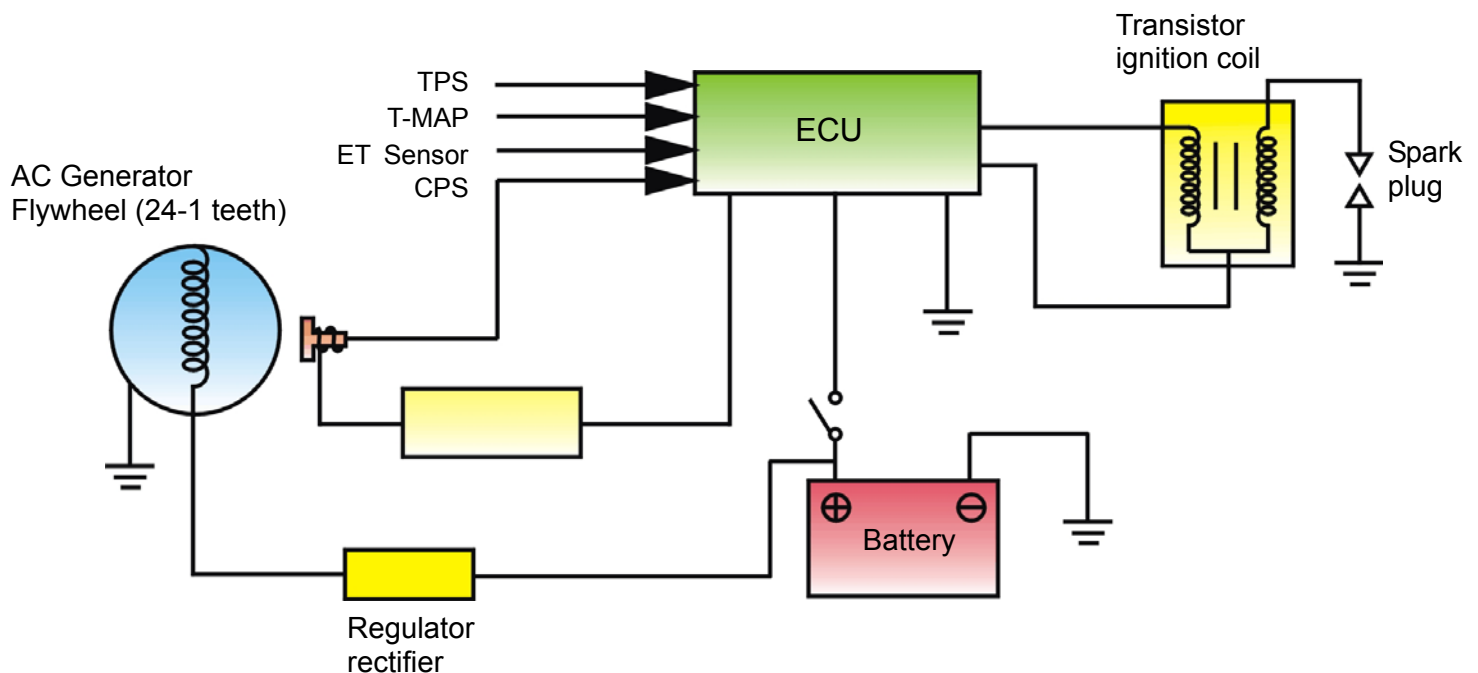 Transistor
ignition coil
TPS
T-MAP
ET Sensor
CPS
ECU
Spark
plug
AC Generator
Flywheel (24-1 teeth)
Battery
Regulator
rectifier